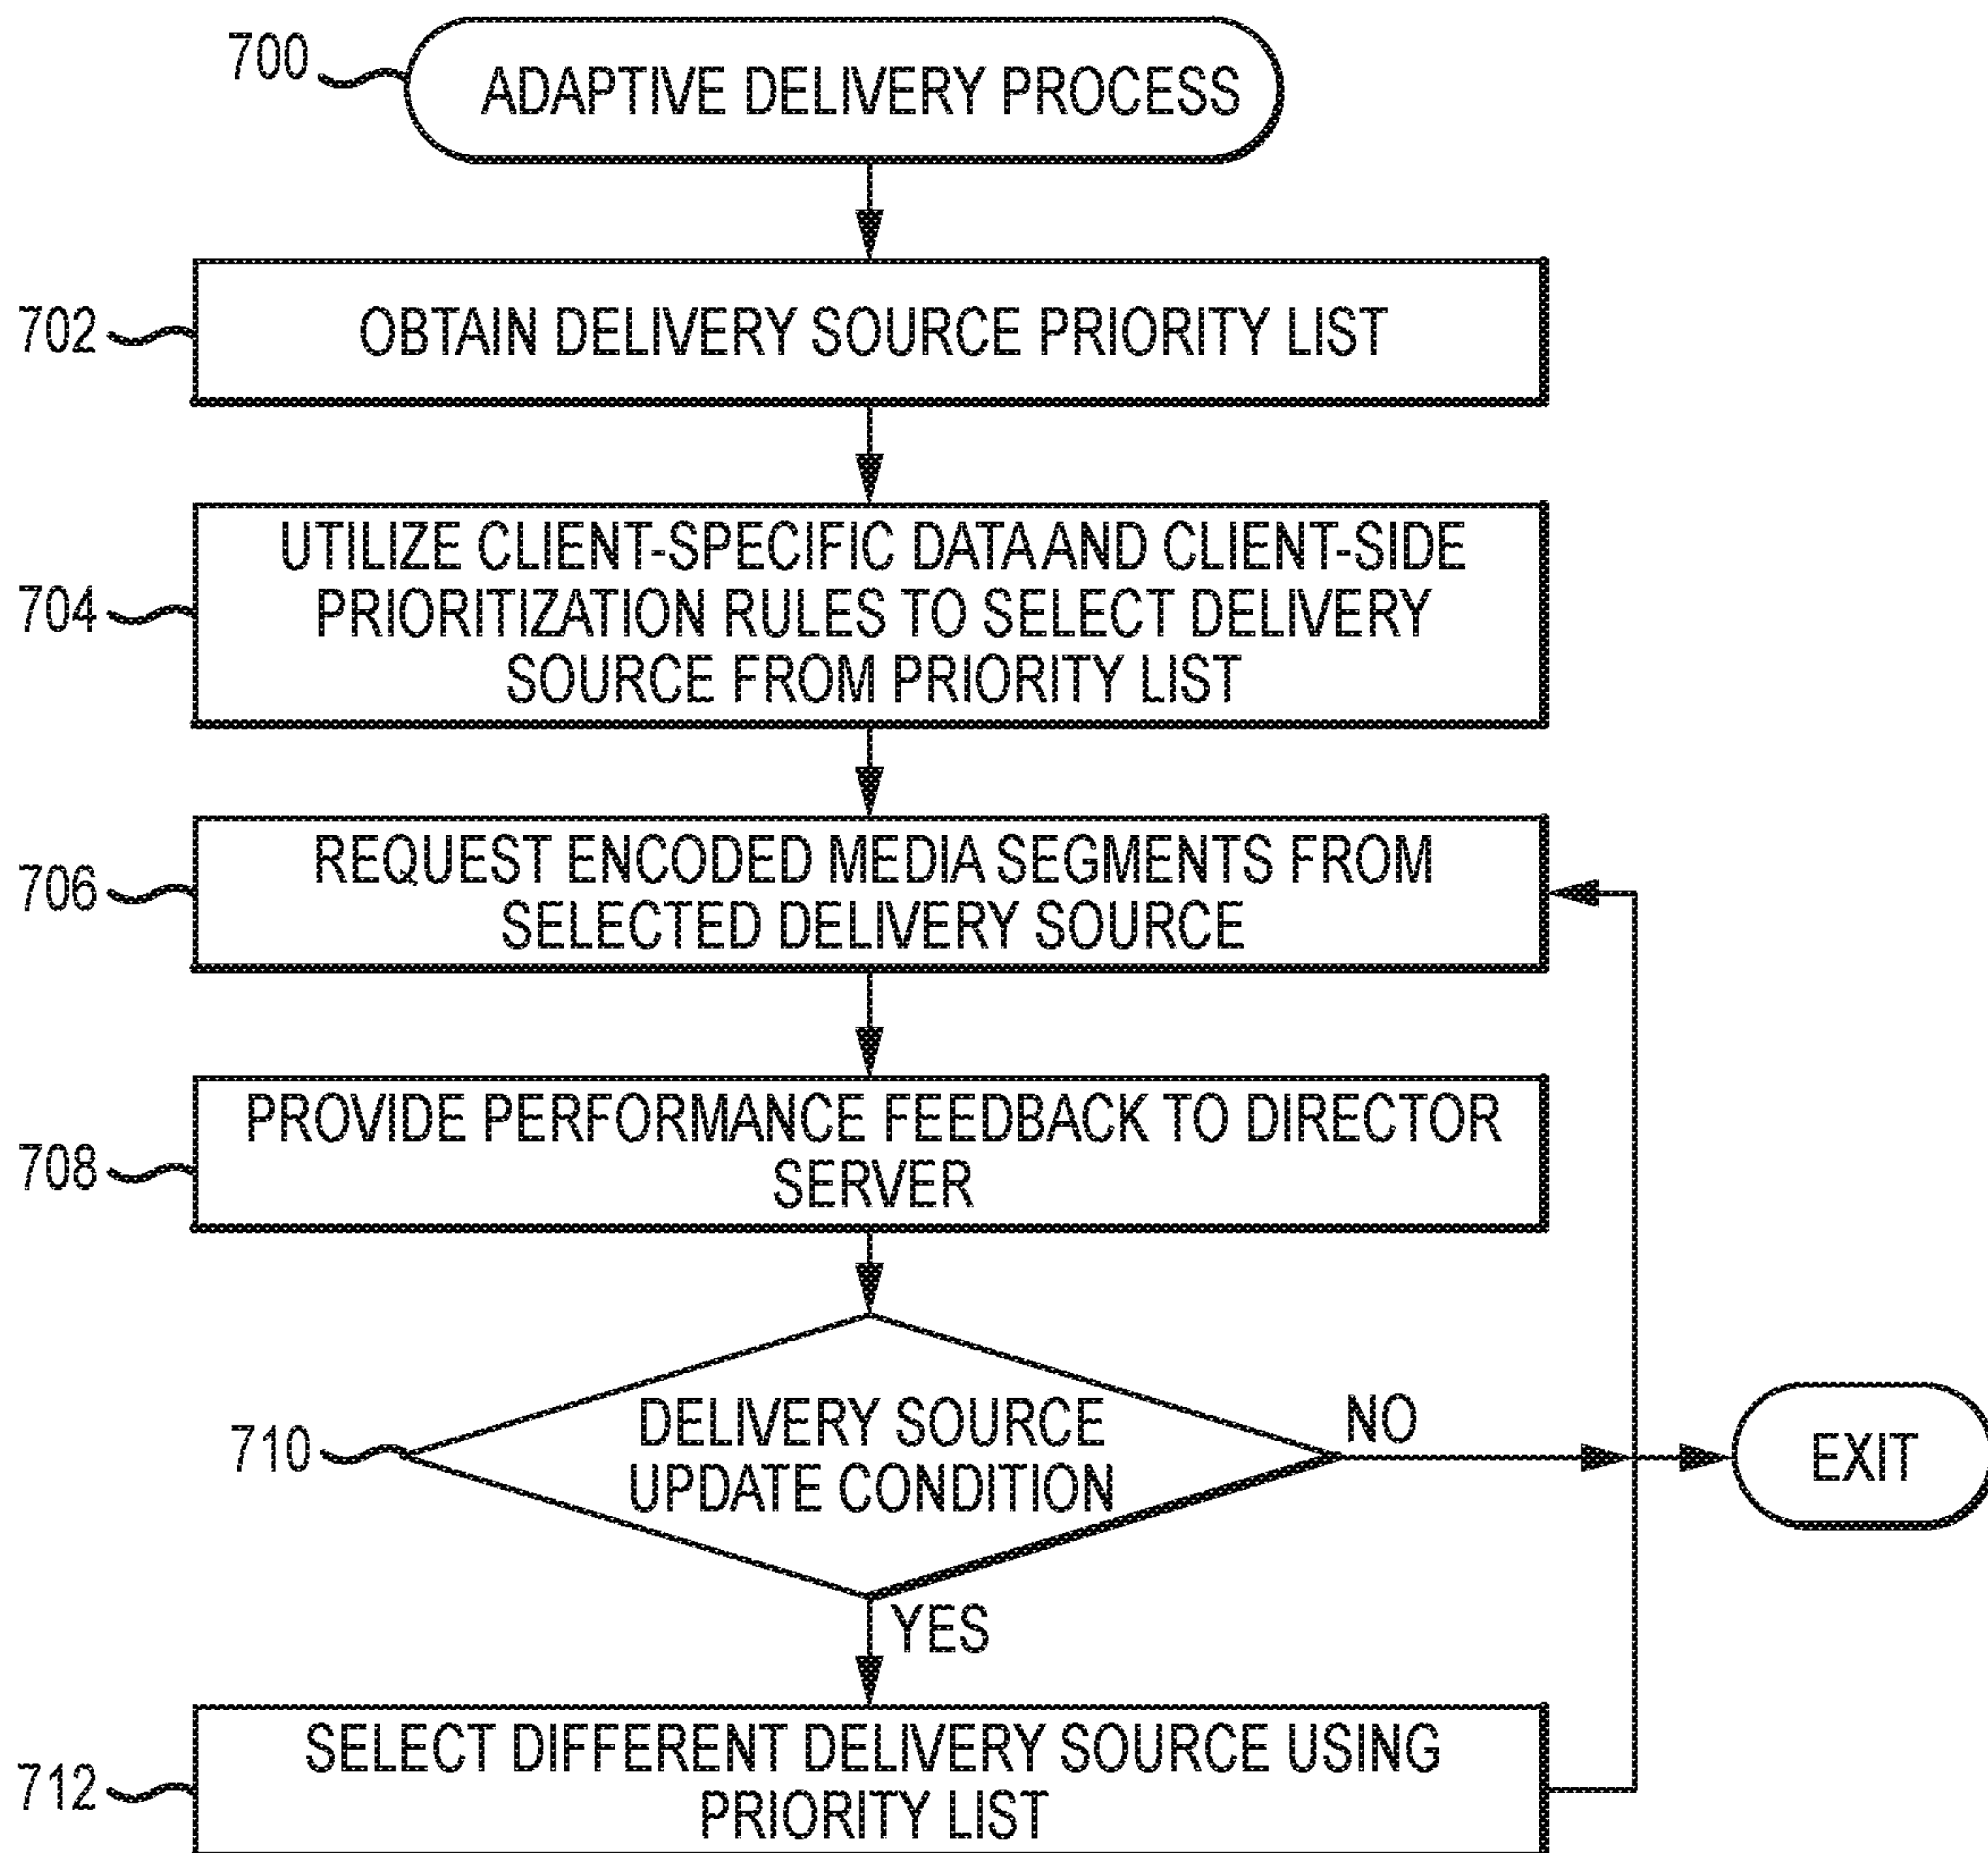 700
ADAPTIVE DELIVERY PROCESS
702
OBTAIN DELIVERY SOURCE PRIORITY LIST
UTILIZE CLIENT-SPECIFIC DATA AND CLIENT-SIDE
704
PRIORITIZATION RULES TO SELECT DELIVERY
SOURCE FROM PRIORITY LIST
REQUEST ENCODED MEDIA SEGMENTS FROM
706
SELECTED DELIVERY SOURCE
PROVIDE PERFORMANCE FEEDBACK TO DIRECTOR
708
SERVER
DELIVERY SOURCE
NO
710
UPDATE CONDITION
EXIT
YES
SELECT DIFFERENT DELIVERY SOURCE USING
712
PRIORITY LIST